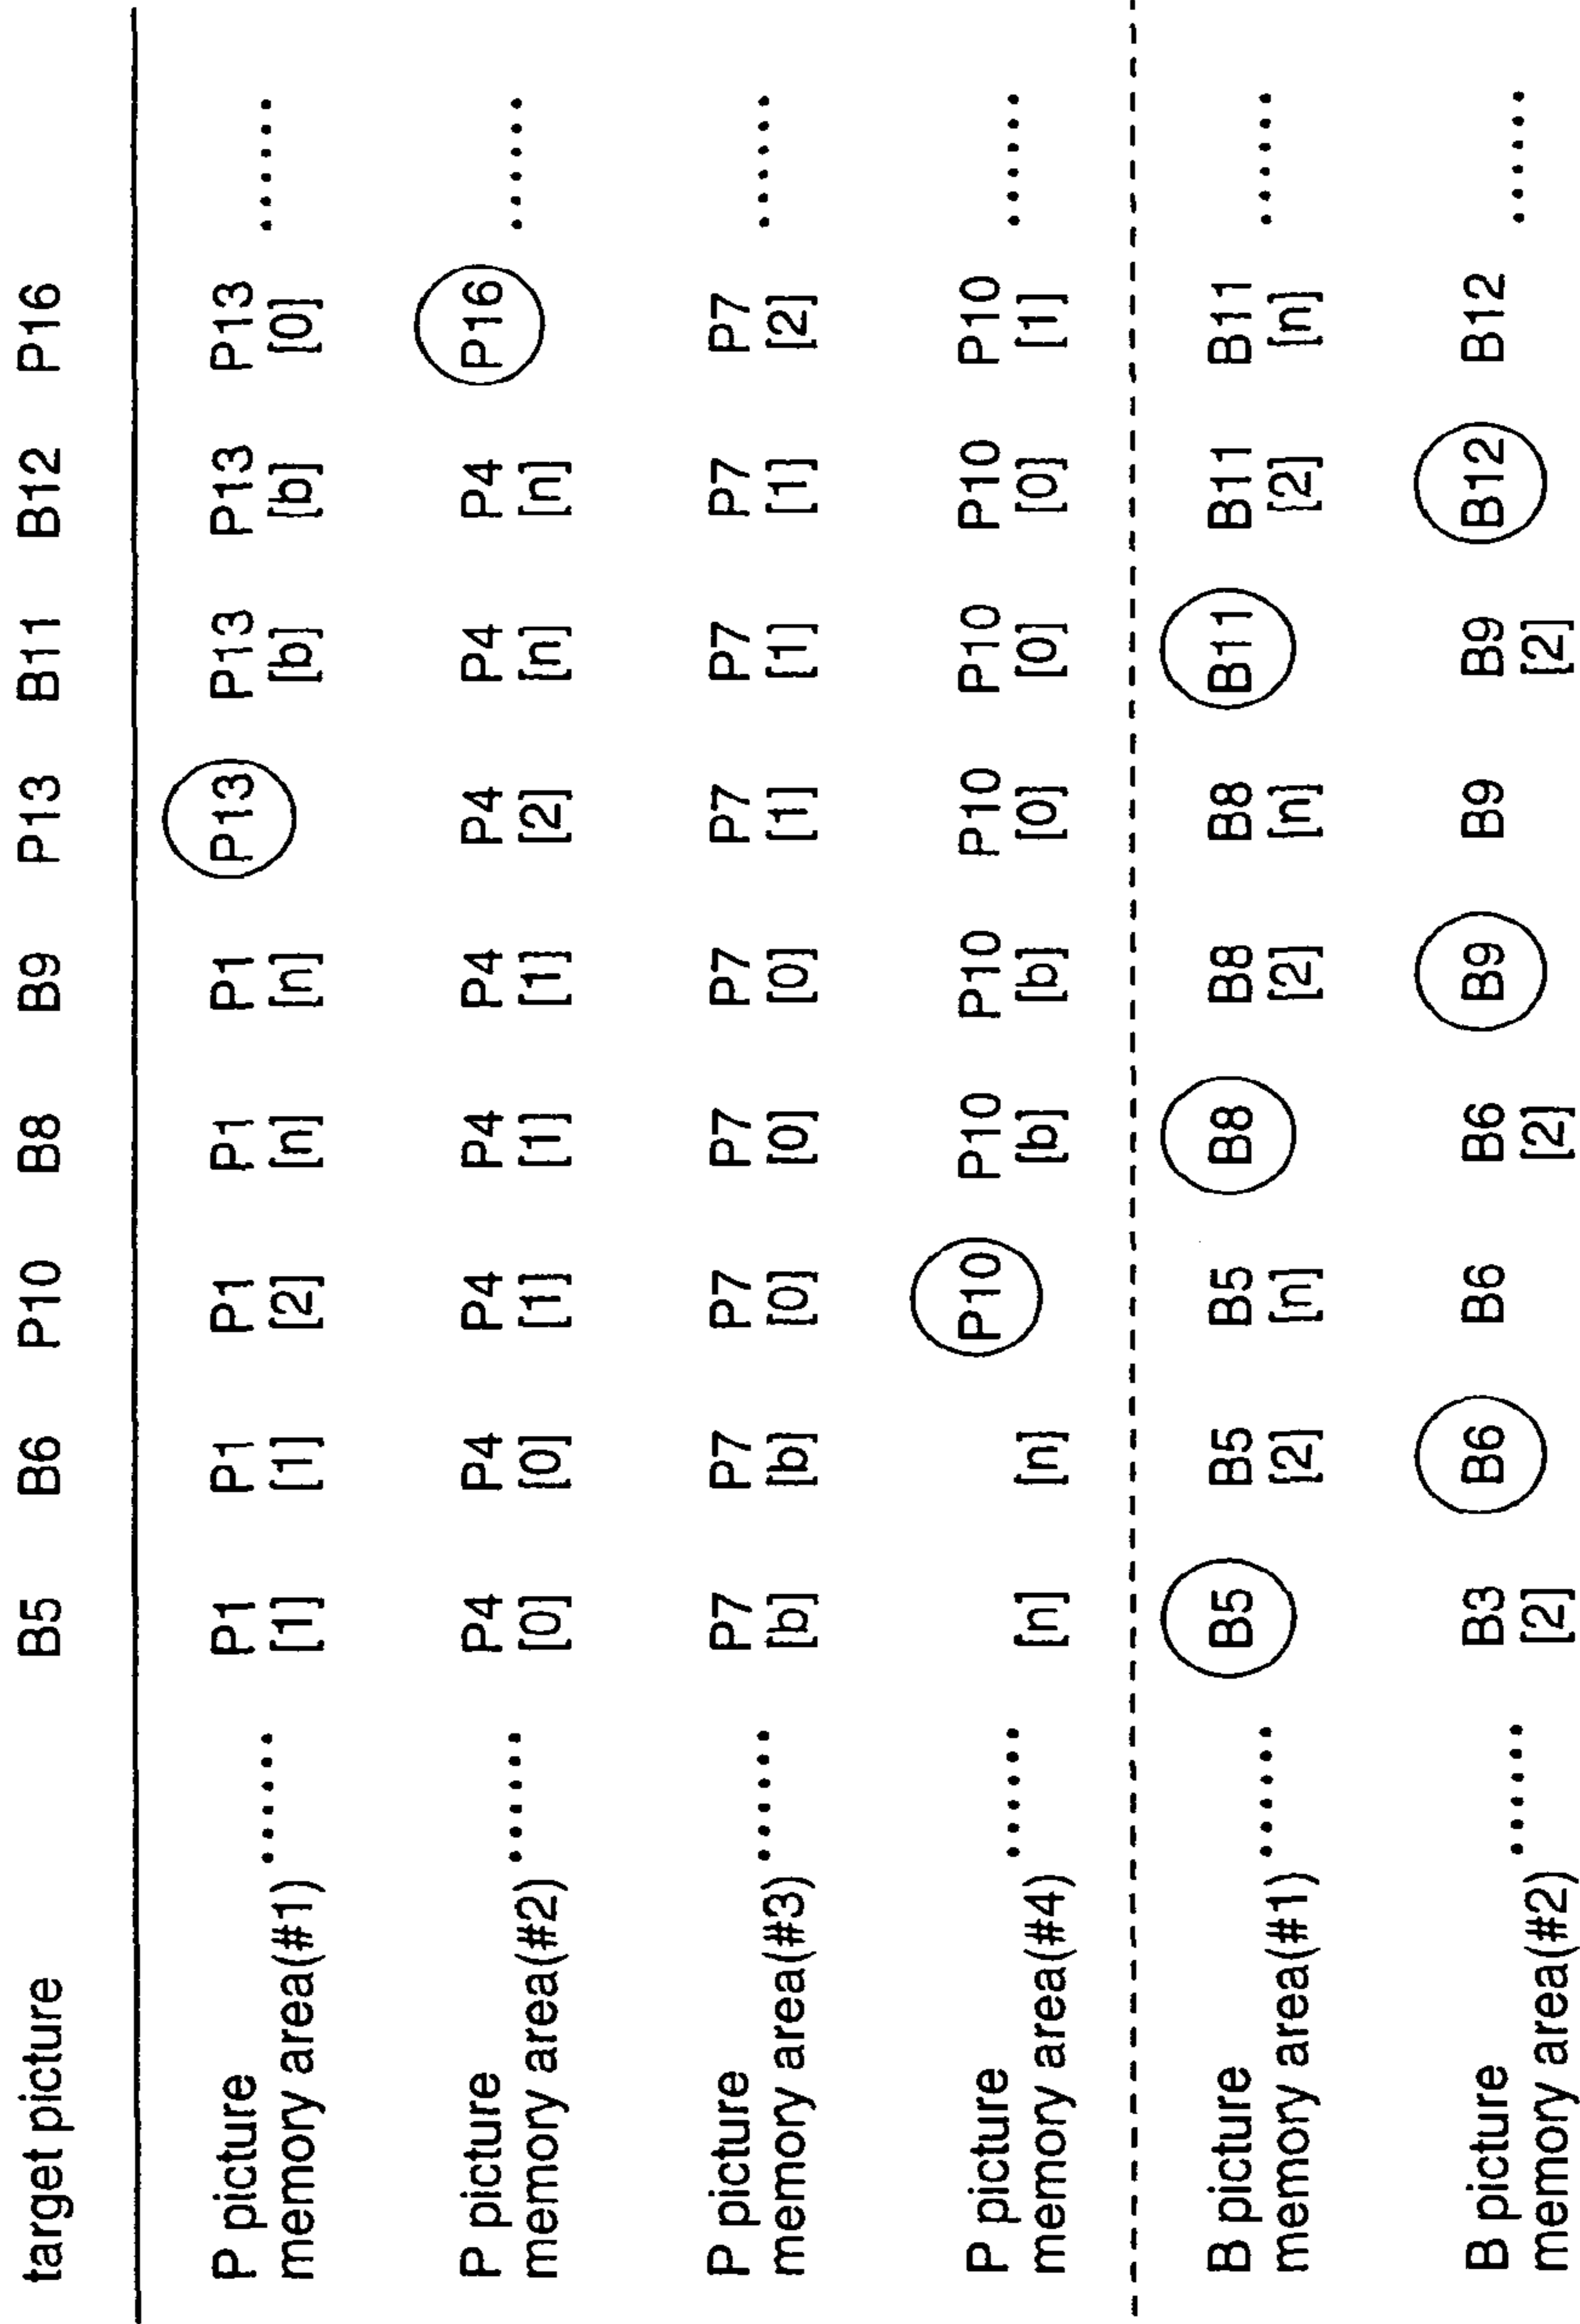 target picture B5 B6 P10 B8 B9 P13 B11 B12 P16
P picture P1 P1 P1 P1 P1 P13 P13 P13 P13
memory area(#1) ...... [1] [1] [2] [n] [n] [b] [b] [0] ......
P picture P4 P4 P4 P4 P4 P4 P4 P4 P16
memory area(#2) ...... [0] [0] [1] [1] [1] [2] [n] [n] ......
P picture P7 P7 P7 P7 P7 P7 P7 P7 P7
memory area(#3) ...... [b] [b] [0] [0] [0] [1] [1] [1] [2] ......
P picture P10 P10 P10 P10 P10 P10 P10
memory area(#4) ...... [n] [n] [b] [b] [0] [0] [0] [1] ......
B picture B5 B5 B5 B8 B8 B8 B11 B11 B11
memory area(#1) ...... [2] [n] [2] [n] [2] [n] ......
B picture B3 B6 B6 B6 B9 B9 B9 B12 B12
memory area(#2) ...... [2] [2] [2] ......